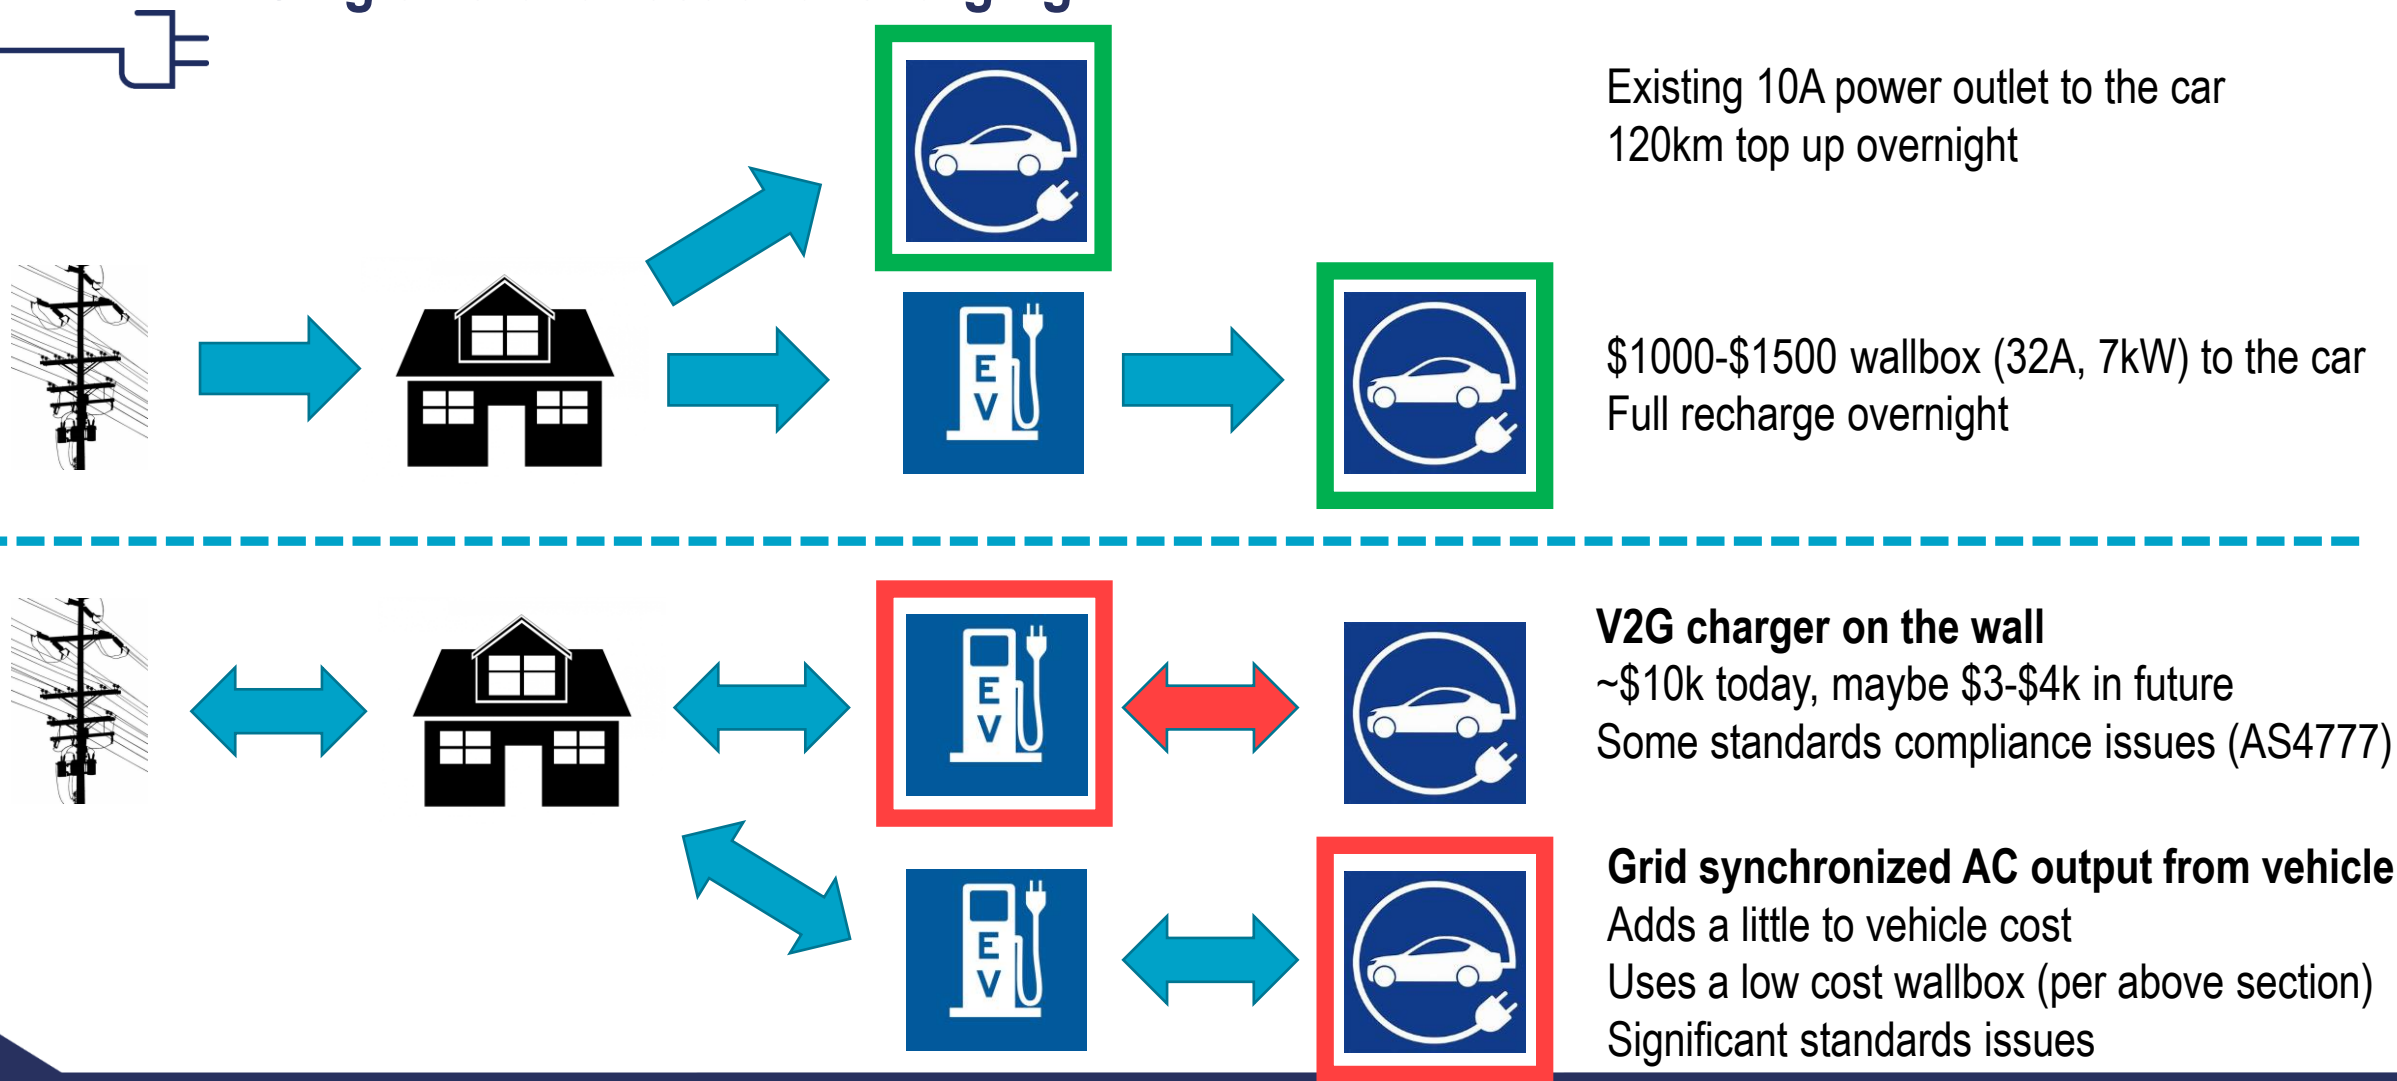 Existing 10A power outlet to the car
120km top up overnight
EV
$1000-$1500 wallbox (32A, 7kW) to the car
Full recharge overnight
EV
V2G charger on the wall
~$10k today, maybe $3-$4k in future
Some standards compliance issues (AS4777)
EV
Grid synchronized AC output from vehicle
Adds a little to vehicle cost
Uses a low cost wallbox (per above section)
Significant standards issues